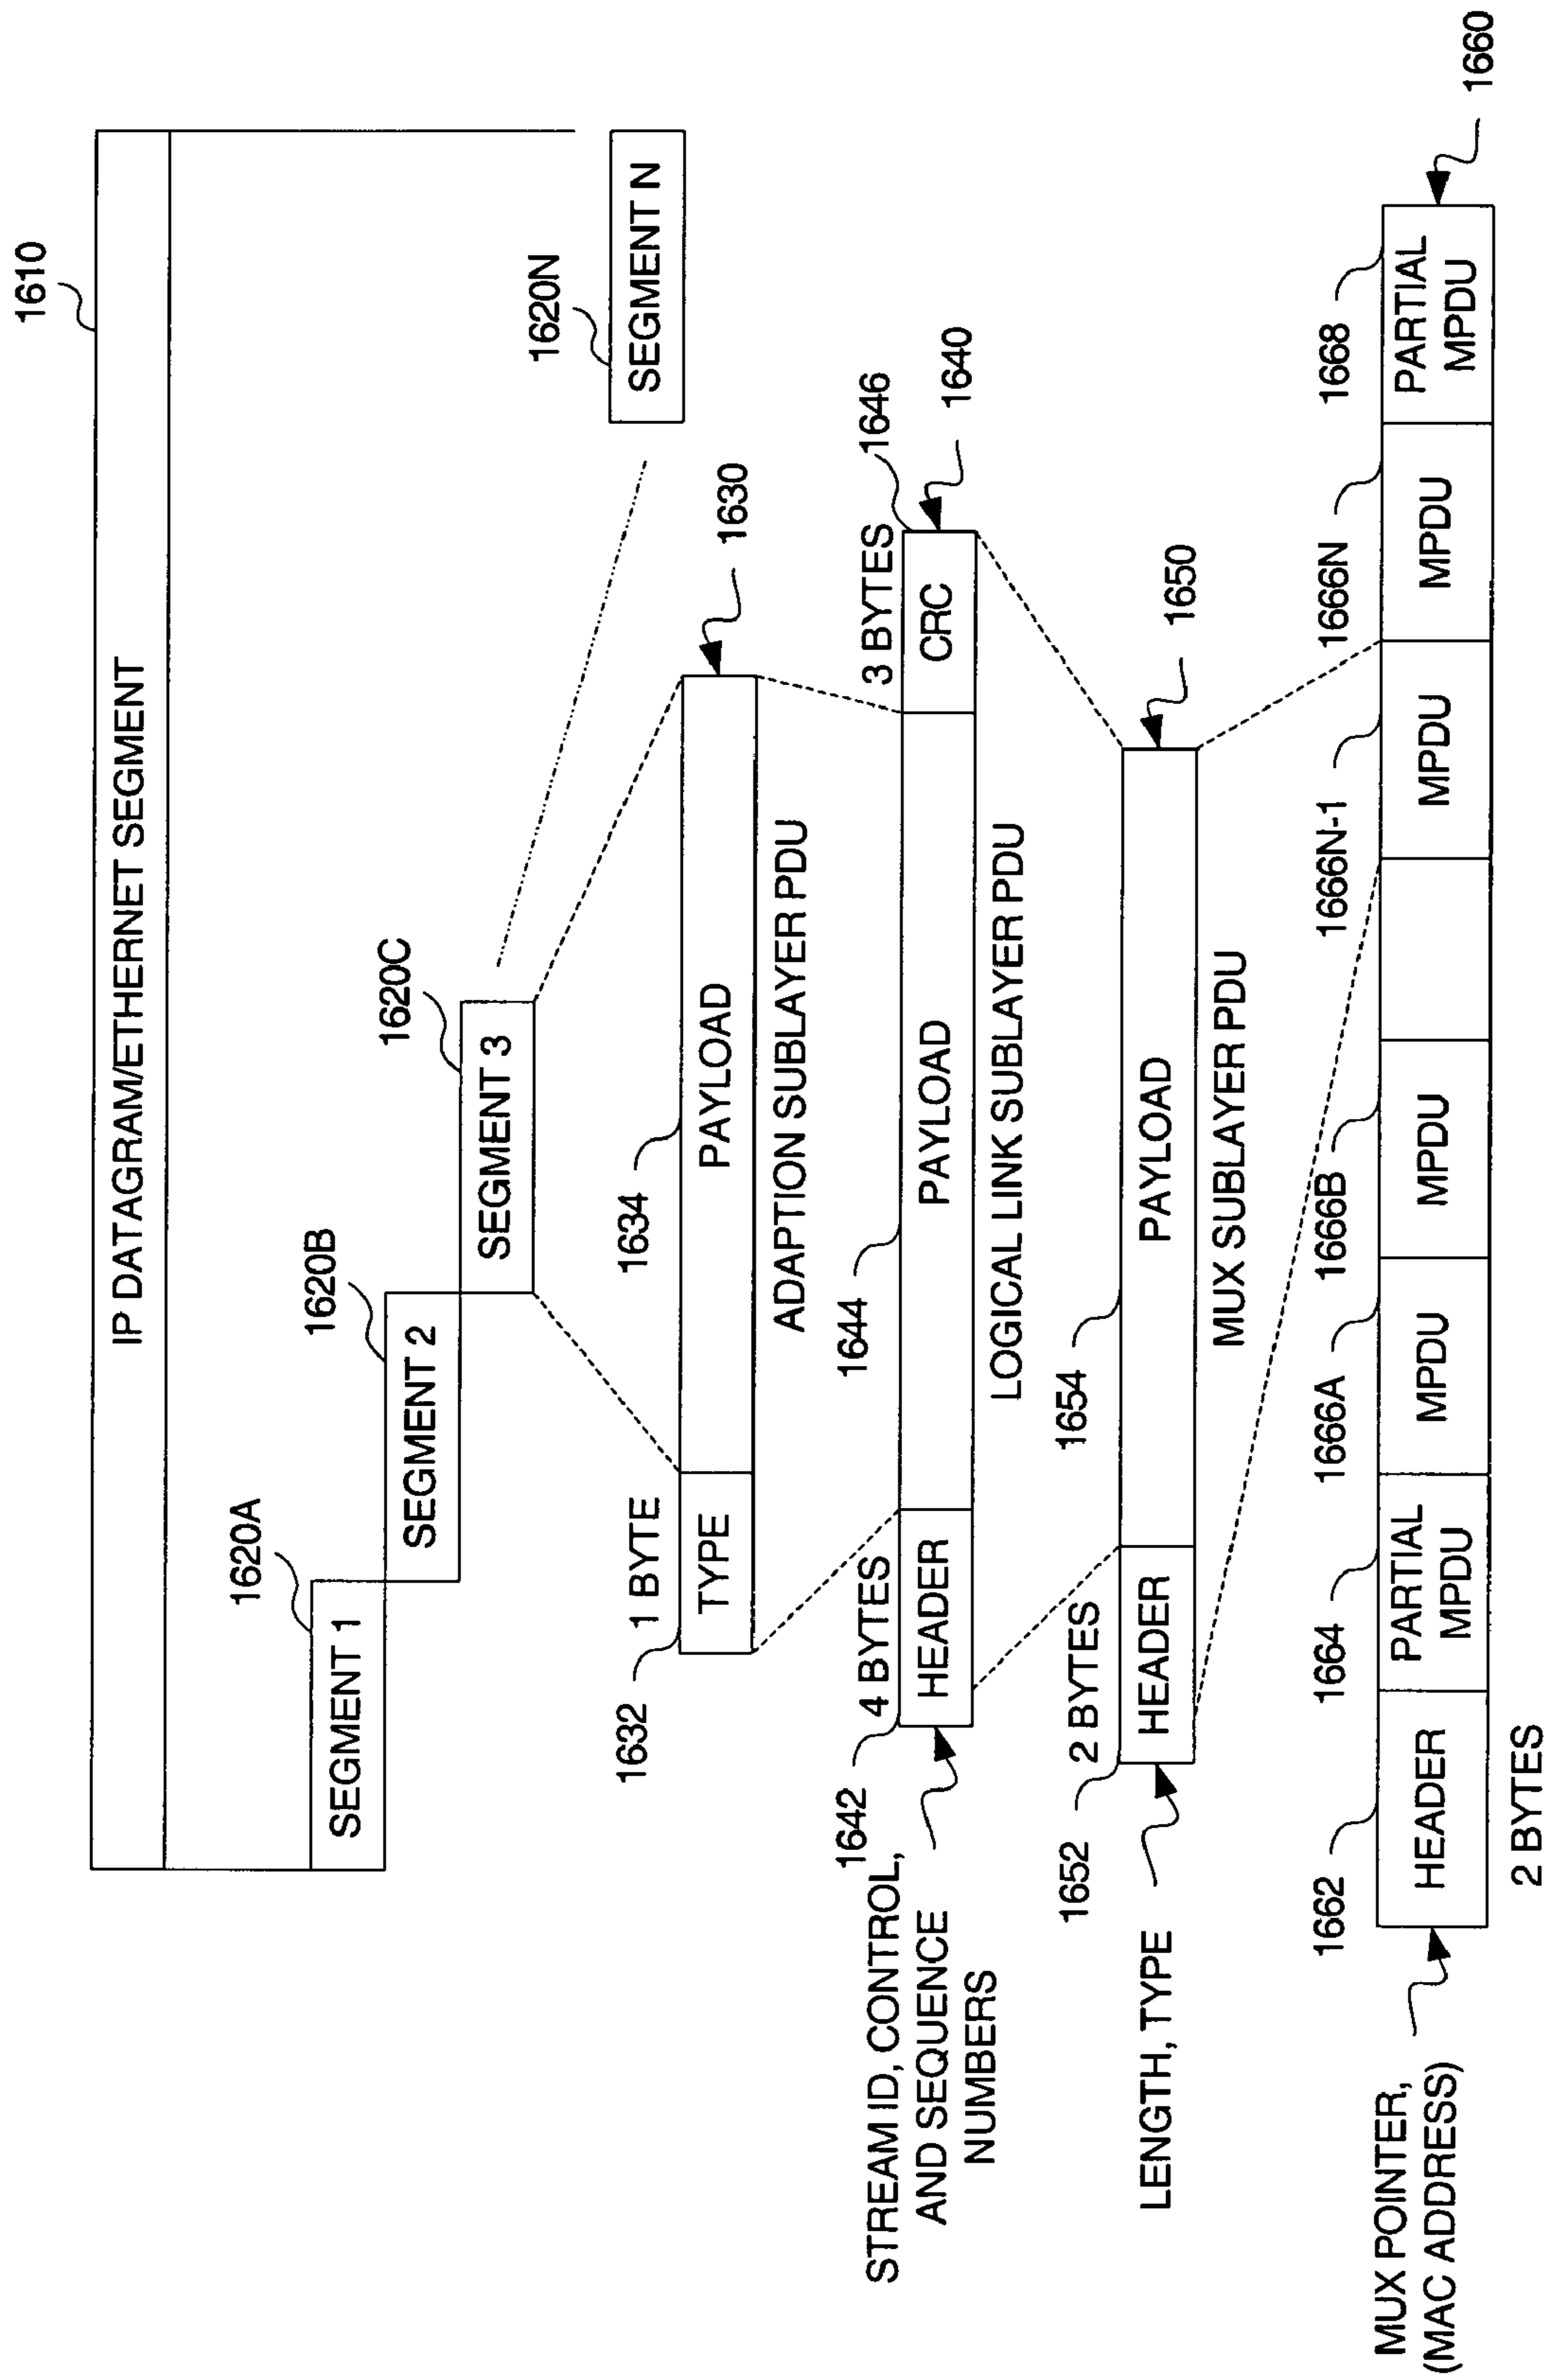 1610
IP DATAGRAM/ETHERNET SEGMENT
1620A
SEGMENT 1
1620B
SEGMENT 2
1620C
SEGMENT 3
1620N
SEGMENT N
1630
1632
1 BYTE
TYPE
1634
PAYLOAD
ADAPTION SUBLAYER PDU
1640
1642
4 BYTES
HEADER
1644
PAYLOAD
3 BYTES
1646
CRC
LOGICAL LINK SUBLAYER PDU
STREAM ID, CONTROL,
AND SEQUENCE
NUMBERS
1650
1652
2 BYTES
HEADER
1654
PAYLOAD
MUX SUBLAYER PDU
LENGTH, TYPE
1660
1662
HEADER
2 BYTES
1664
PARTIAL
MPDU
1666A
MPDU
1666B
MPDU
1666N-1
MPDU
1666N
MPDU
1668
PARTIAL
MPDU
MUX POINTER,
(MAC ADDRESS)